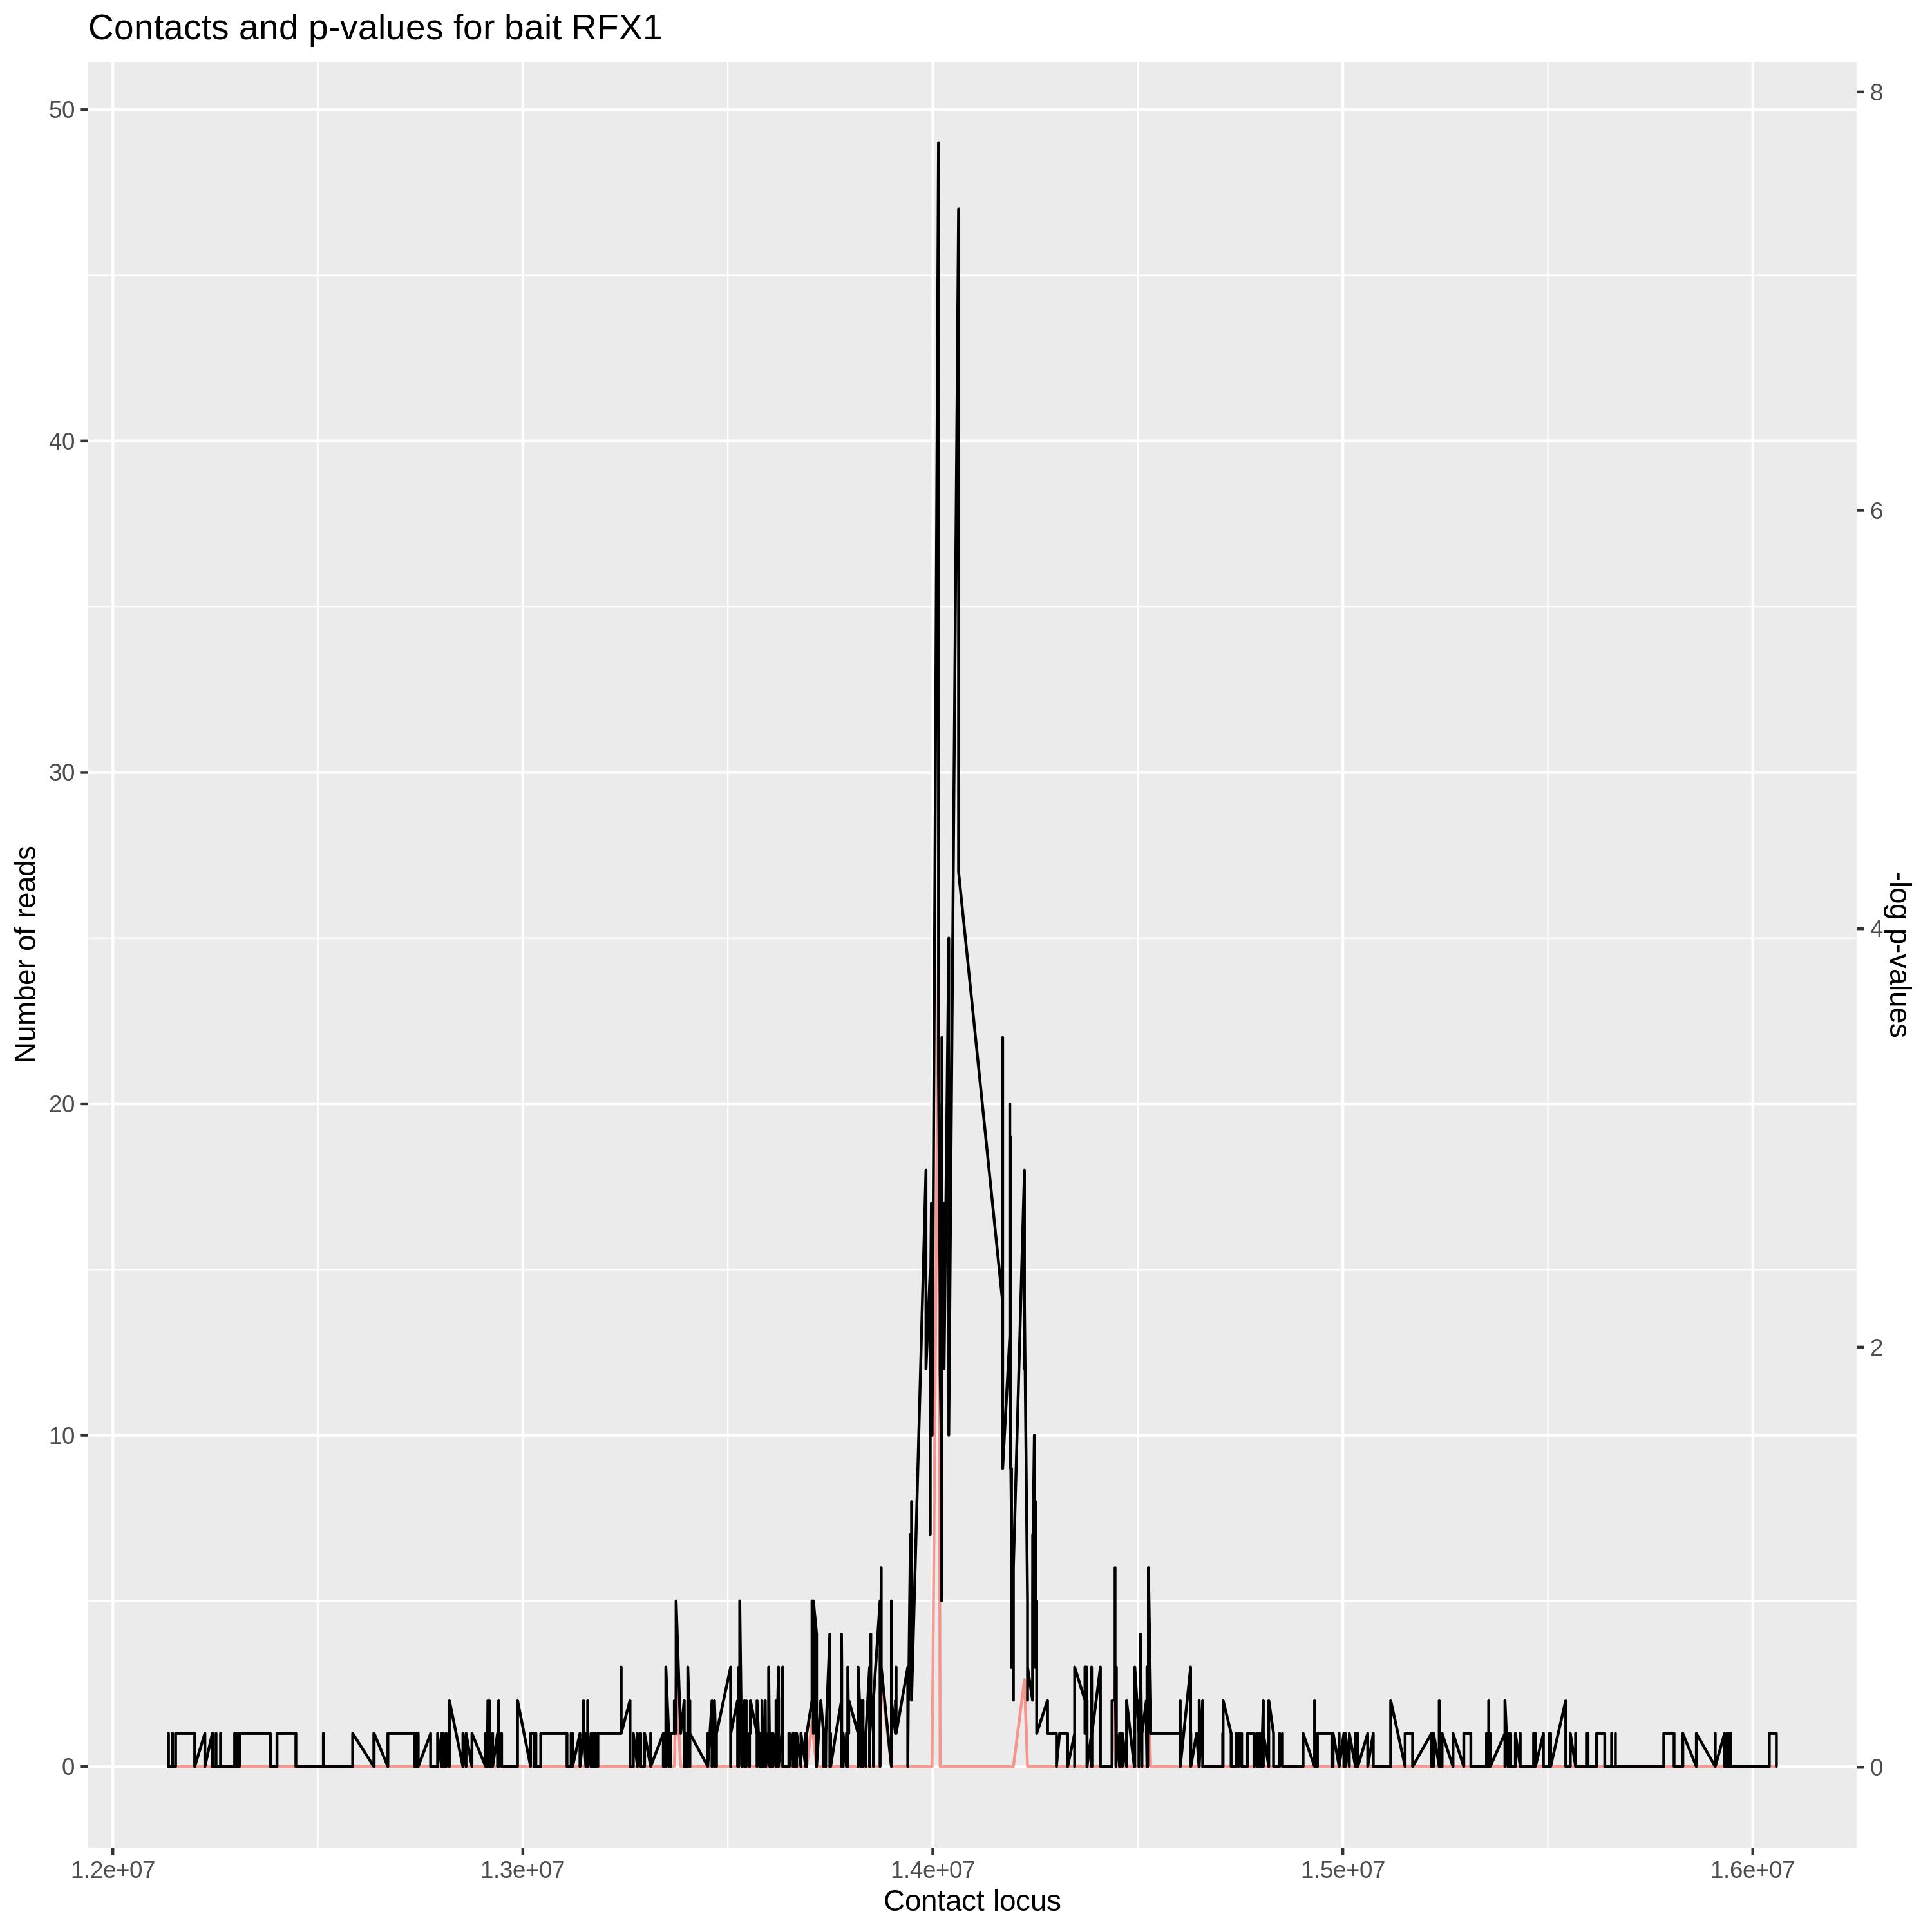 Contacts and p-values for bait RFX1
50
40
30
20
10
0
Number of reads
8
6
4
2
0
-log p-values
1.2e+07 1.3e+07 1.4e+07 1.5e+07 1.6e+07
Contact locus